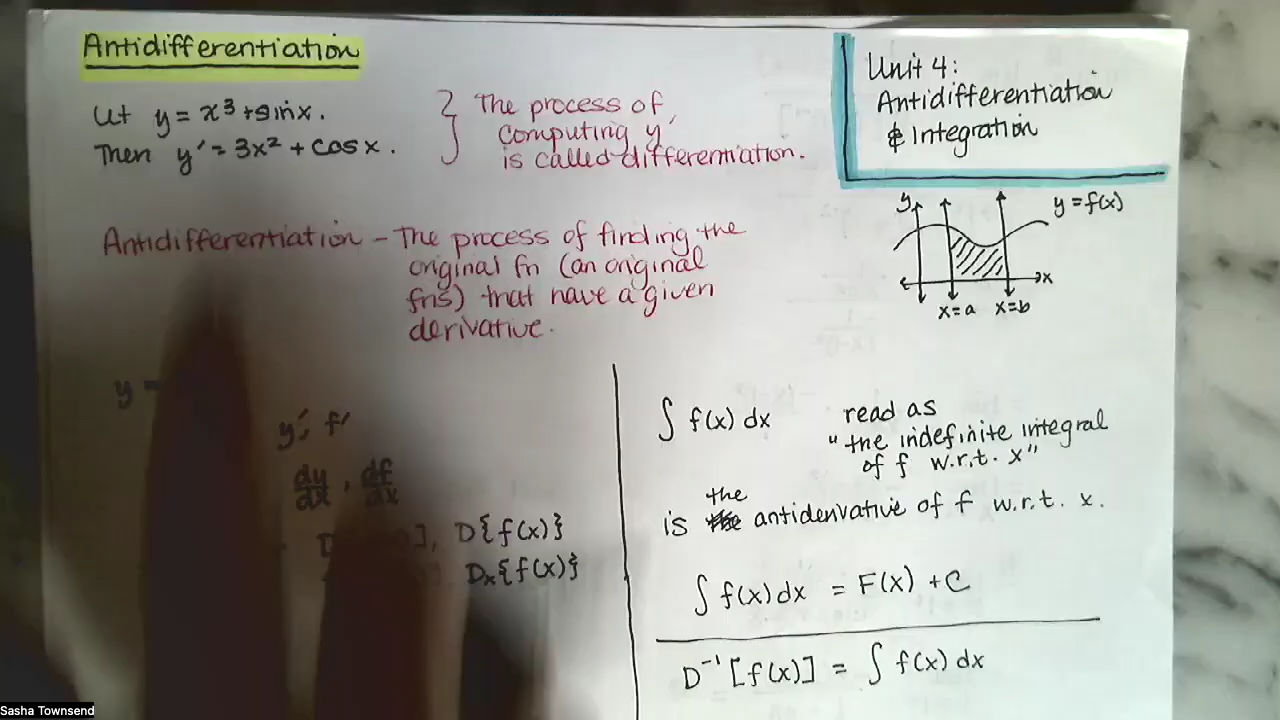 Antidifferentiation
Unit 4:
Antidifferentiation
& Integration
Let y = x³ + sin x.
Then y' = 3x² + cos x.
The process of
computing y'
is called differentiation.
y
y = f(x)
x
x=a x=b
Antidifferentiation - The process of finding the
original fn (an original
fns) that have a given
derivative.
y =
y', f'
dy/dx, df/dx
D ], D{f(x)}
Dx{f(x)}
∫ f(x) dx read as
"the indefinite integral
of f w.r.t. x"
is the antiderivative of f w.r.t. x.
∫ f(x) dx = F(x) + C
D⁻¹[f(x)] = ∫ f(x) dx
Sasha Townsend